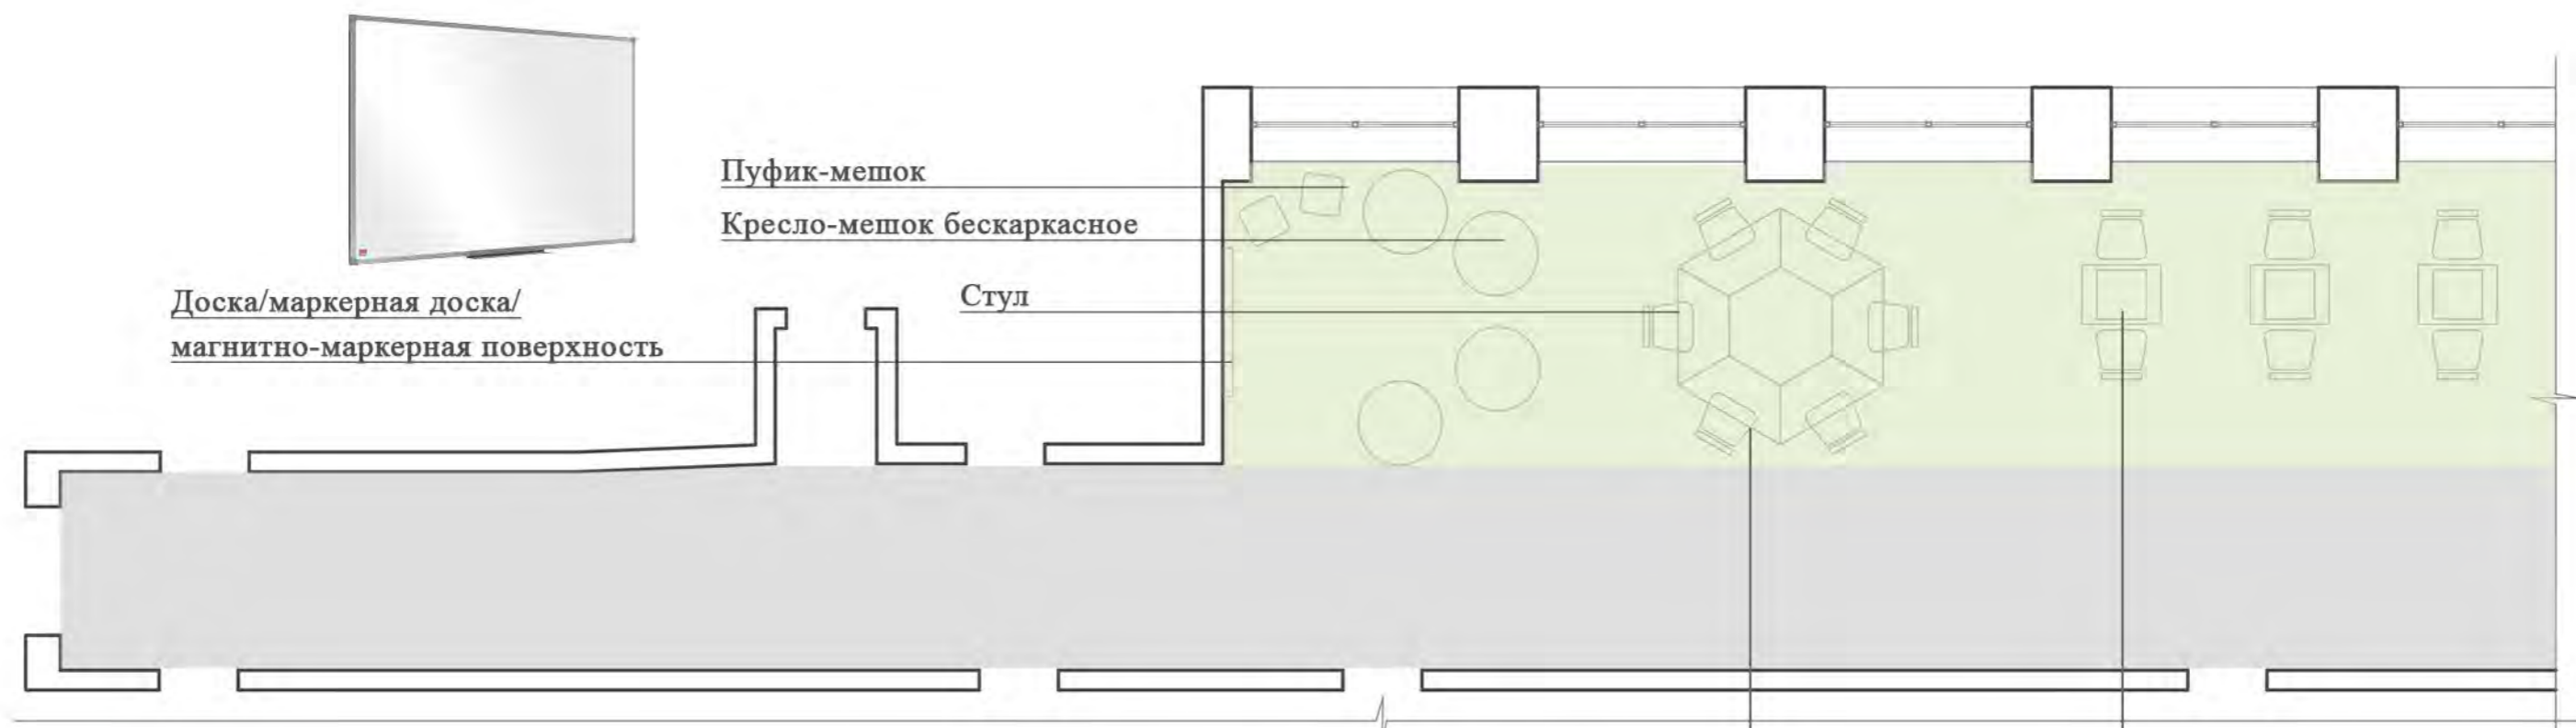 Пуфик-мешок
Кресло-мешок бескаркасное
Стул
Доска/маркерная доска/
магнитно-маркерная поверхность